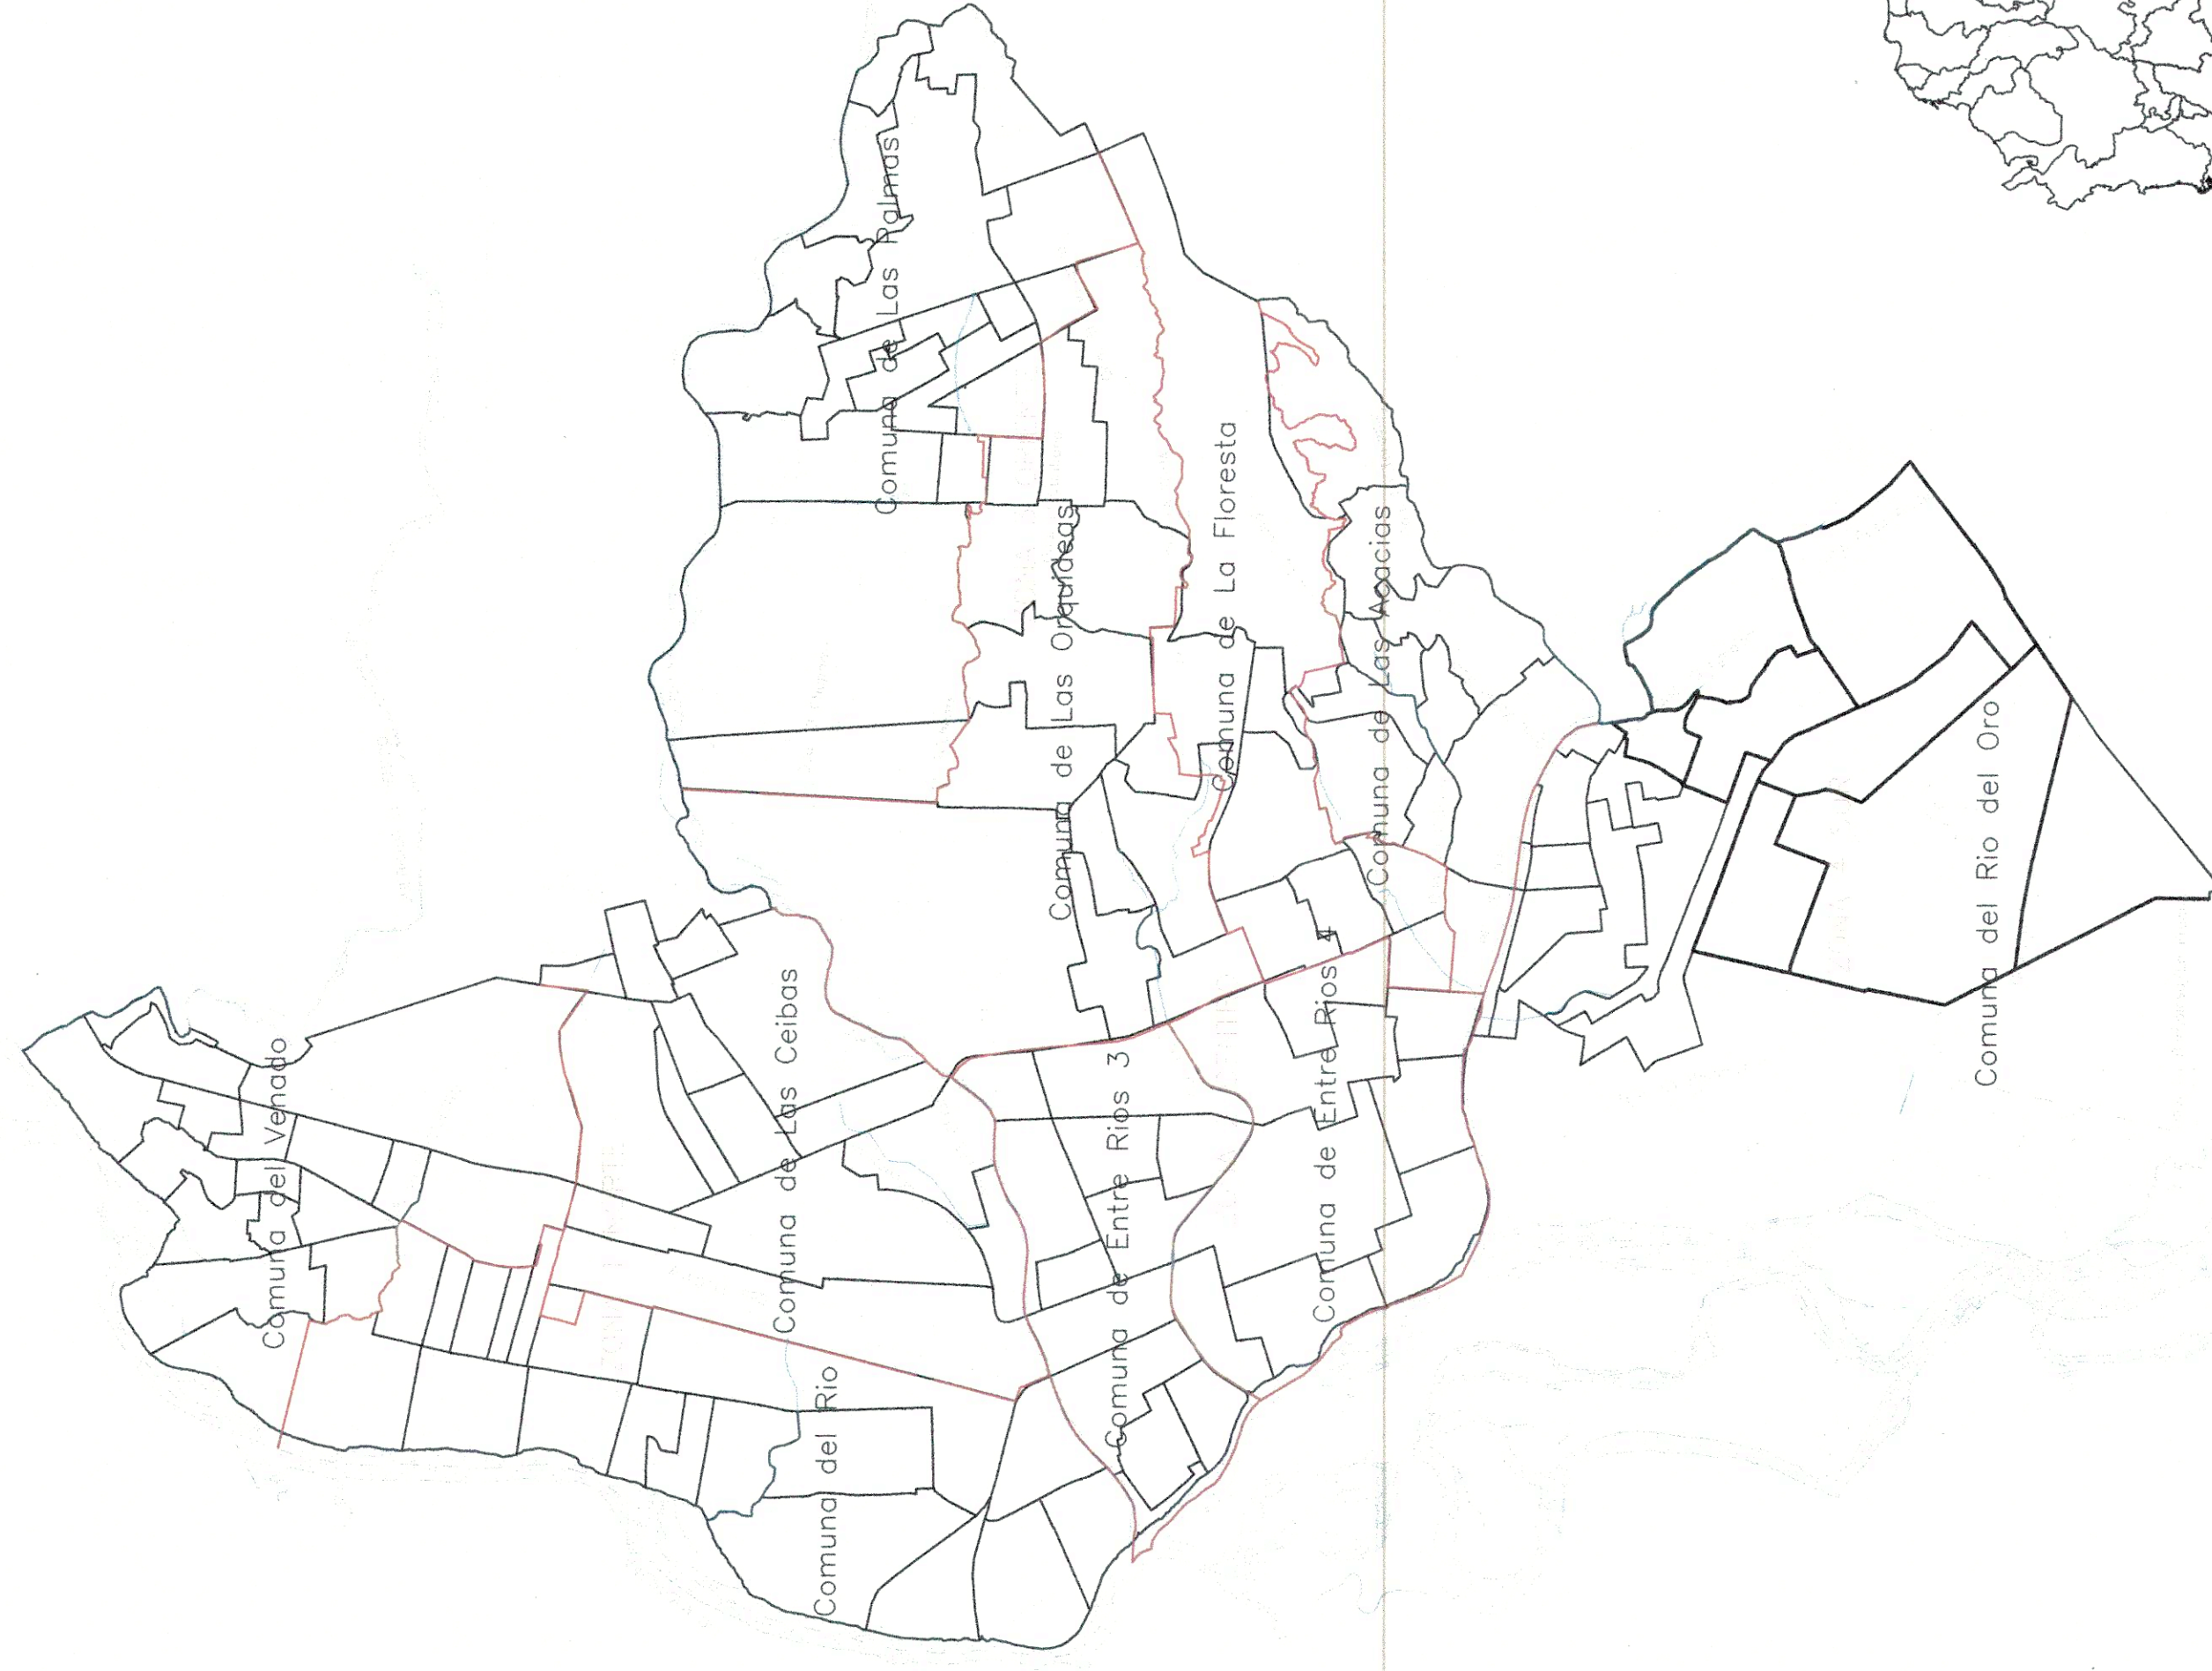 Comuna del Venado
Comuna de Las Ceibas
Comuna del Rio
Comuna de Las Palmas
Comuna de Las Orquideas
Comuna de Entre Rios 3
Comuna de La Floresta
Comuna de Entre Rios 4
Comuna de Las Acacias
Comuna del Rio del Oro